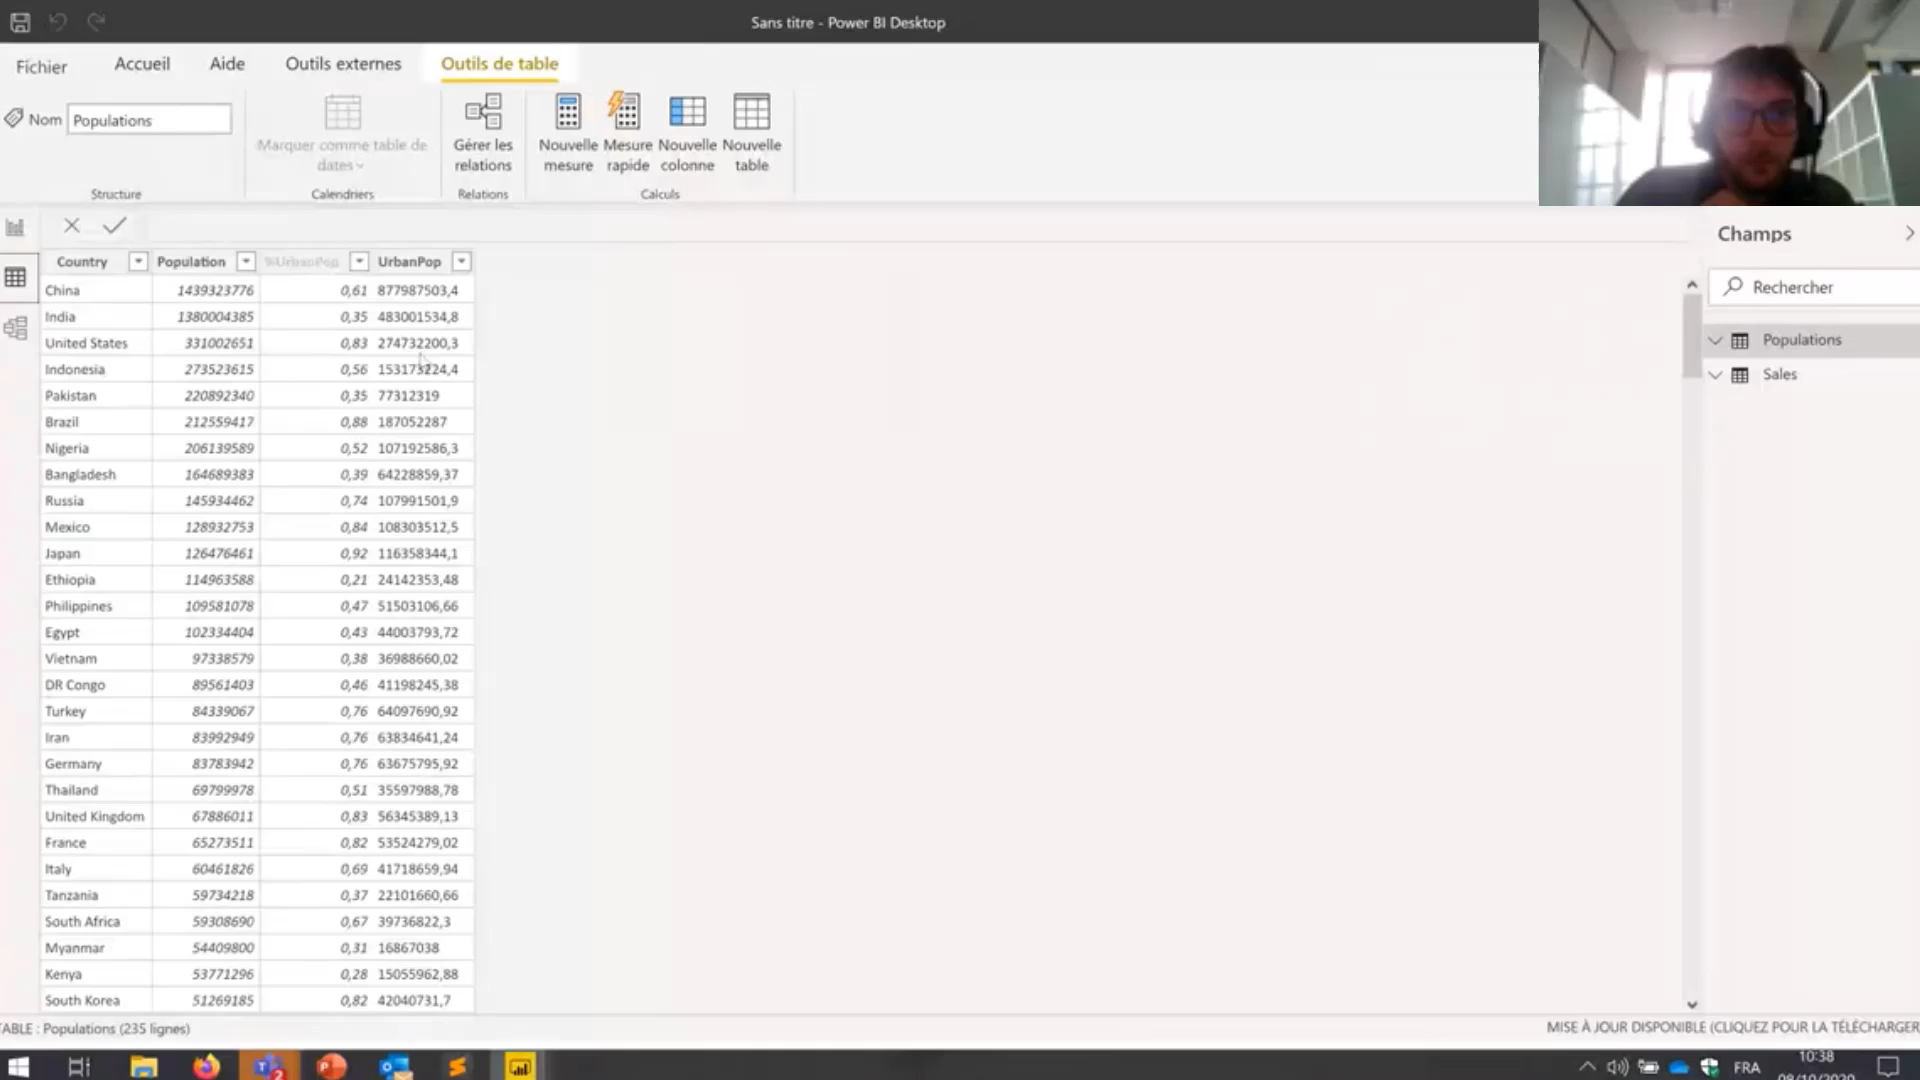 Sans titre - Power BI Desktop
Fichier Accueil Aide Outils externes Outils de table
Nom Populations
Marquer comme table de dates
Gérer les relations
Nouvelle mesure
Mesure rapide
Nouvelle colonne
Nouvelle table
Structure Calendriers Relations Calculs
Champs
Rechercher
Populations
Sales
Country Population %UrbanPop UrbanPop
China 1439323776 0,61 877987503,4
India 1380004385 0,35 483001534,8
United States 331002651 0,83 274732200,3
Indonesia 273523615 0,56 153173224,4
Pakistan 220892340 0,35 77312319
Brazil 212559417 0,88 187052287
Nigeria 206139589 0,52 107192586,3
Bangladesh 164689383 0,39 64228859,37
Russia 145934462 0,74 107991501,9
Mexico 128932753 0,84 108303512,5
Japan 126476461 0,92 116358344,1
Ethiopia 114963588 0,21 24142353,48
Philippines 109581078 0,47 51503106,66
Egypt 102334404 0,43 44003793,72
Vietnam 97338579 0,38 36988660,02
DR Congo 89561403 0,46 41198245,38
Turkey 84339067 0,76 64097690,92
Iran 83992949 0,76 63834641,24
Germany 83783942 0,76 63675795,92
Thailand 69799978 0,51 35597988,78
United Kingdom 67886011 0,83 56345389,13
France 65273511 0,82 53524279,02
Italy 60461826 0,69 41718659,94
Tanzania 59734218 0,37 22101660,66
South Africa 59308690 0,67 39736822,3
Myanmar 54409800 0,31 16867038
Kenya 53771296 0,28 15055962,88
South Korea 51269185 0,82 42040731,7
TABLE : Populations (235 lignes)
MISE À JOUR DISPONIBLE (CLIQUEZ POUR LA TÉLÉCHARGER
FRA
10:38
08/10/2020